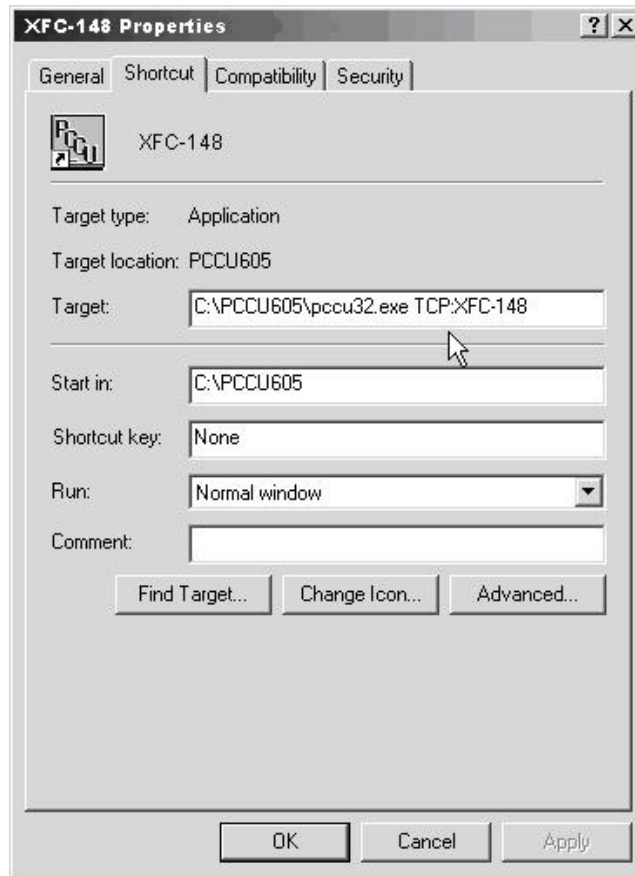 XFC-148 Properties
General Shortcut Compatibility Security
PCCU
XFC-148
Target type: Application
Target location: PCCU605
Target: C:\PCCU605\pccu32.exe TCP:XFC-148
Start in: C:\PCCU605
Shortcut key: None
Run: Normal window
Comment:
Find Target... Change Icon... Advanced...
OK Cancel Apply